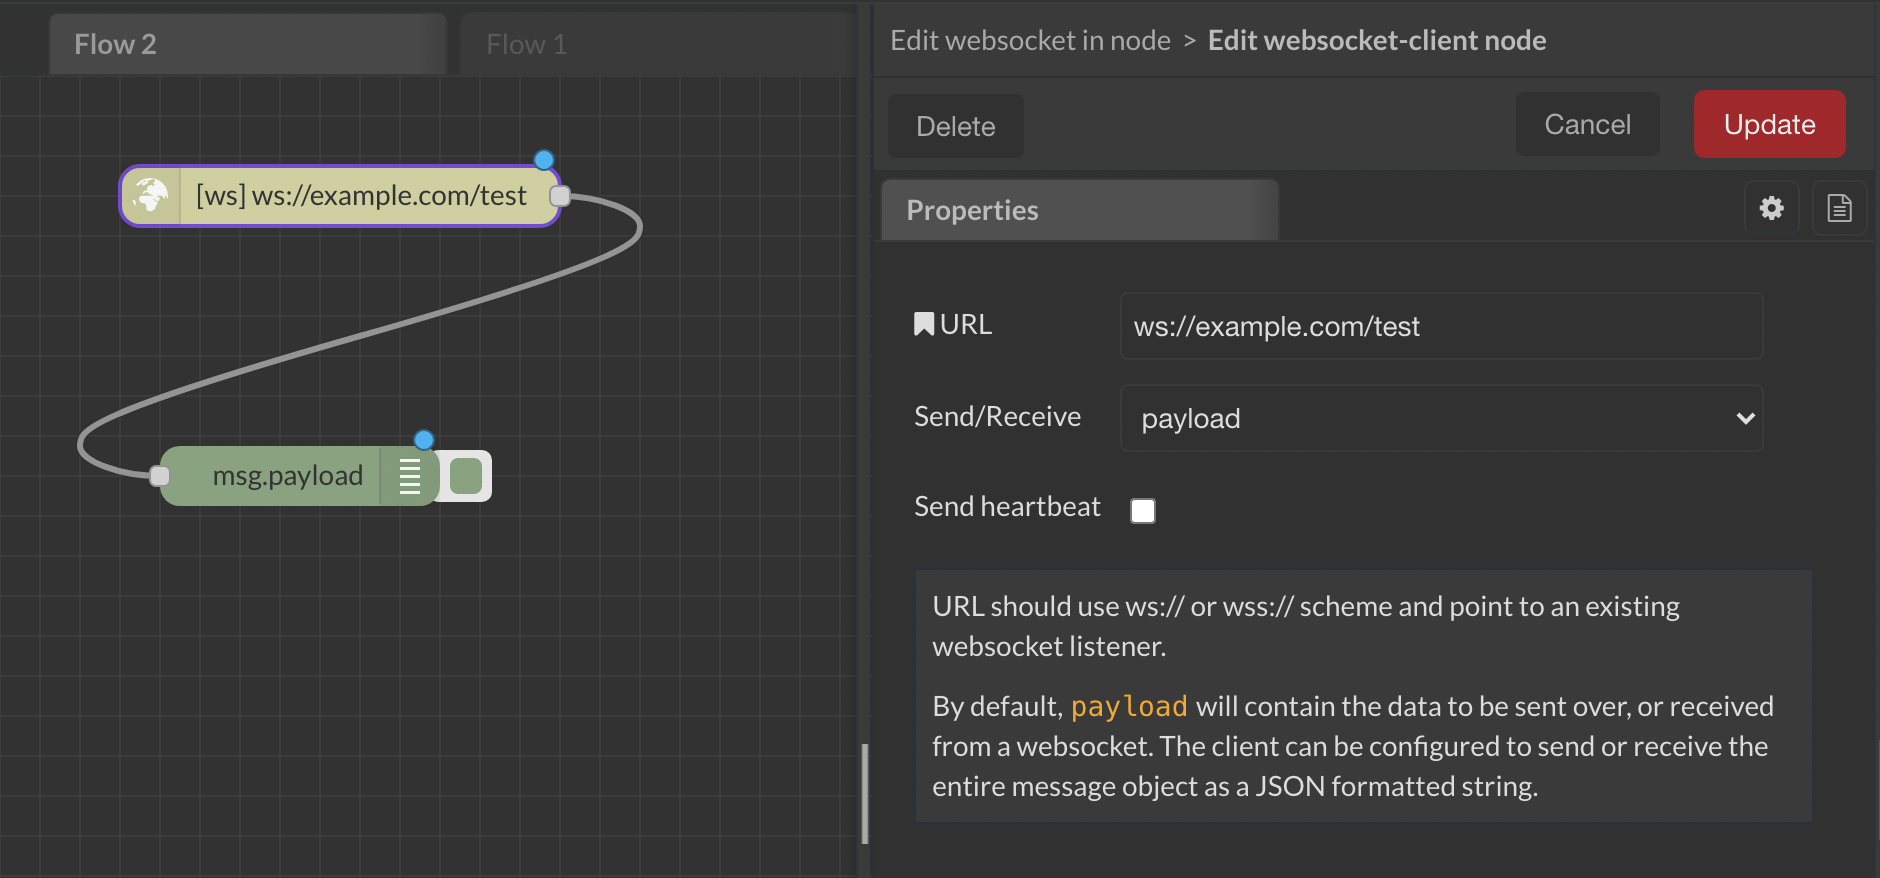 Flow 2
Flow 1
[ws] ws://example.com/test
msg.payload
Edit websocket in node > Edit websocket-client node
Delete
Cancel
Update
Properties
URL
ws://example.com/test
Send/Receive
payload
Send heartbeat
URL should use ws:// or wss:// scheme and point to an existing
websocket listener.
By default, payload will contain the data to be sent over, or received
from a websocket. The client can be configured to send or receive the
entire message object as a JSON formatted string.